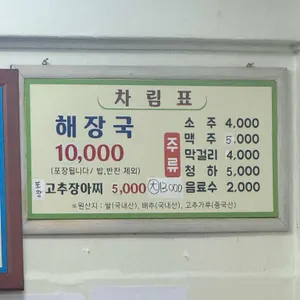 차림표
해장국
10,000
(포장됩니다/ 밥,반찬 제외)
포장 고추장아찌 5,000 大 13,000
주류
소주 4,000
맥주 5,000
막걸리 4,000
청하 5,000
음료수 2,000
※원산지 : 쌀(국내산), 배추(국내산), 고추가루(중국산)